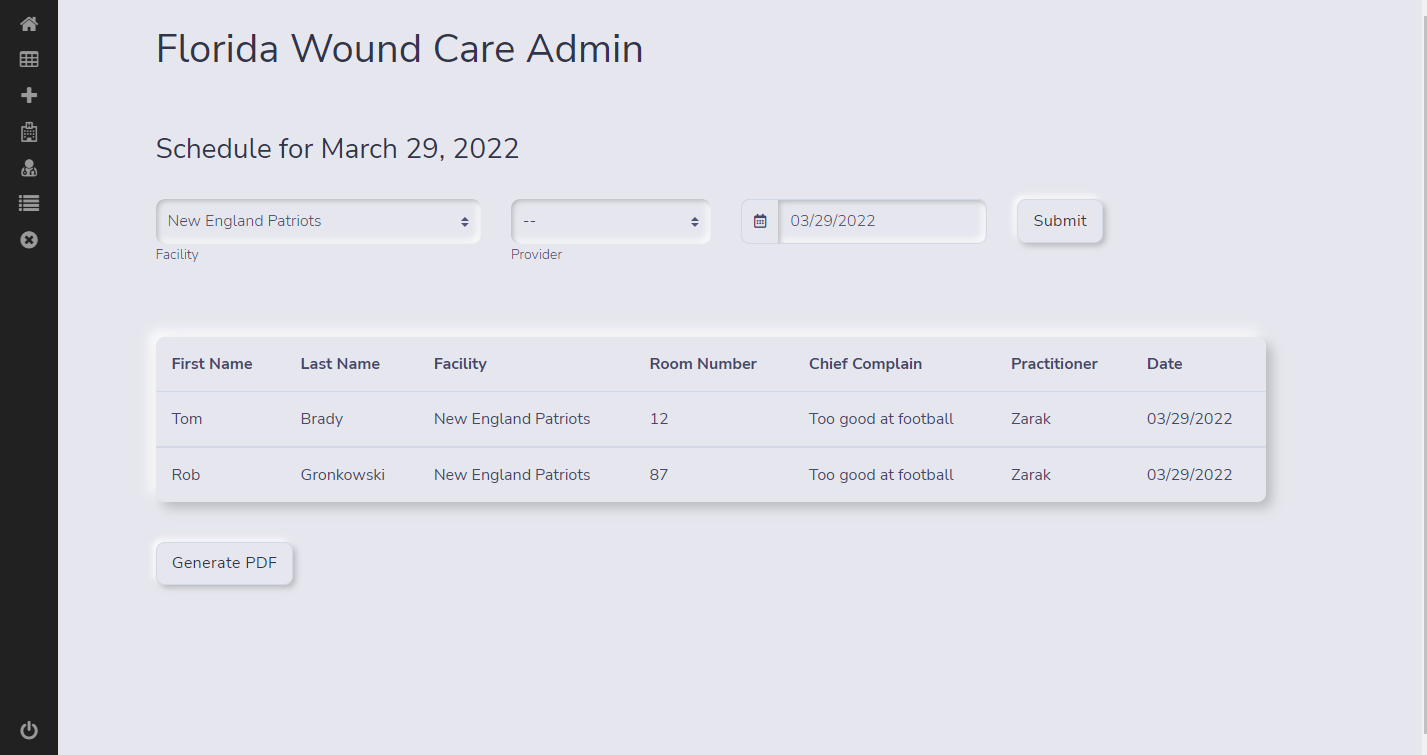 Florida Wound Care Admin
Schedule for March 29, 2022
New England Patriots -- 03/29/2022 Submit
Facility Provider
First Name Last Name Facility Room Number Chief Complain Practitioner Date
Tom Brady New England Patriots 12 Too good at football Zarak 03/29/2022
Rob Gronkowski New England Patriots 87 Too good at football Zarak 03/29/2022
Generate PDF